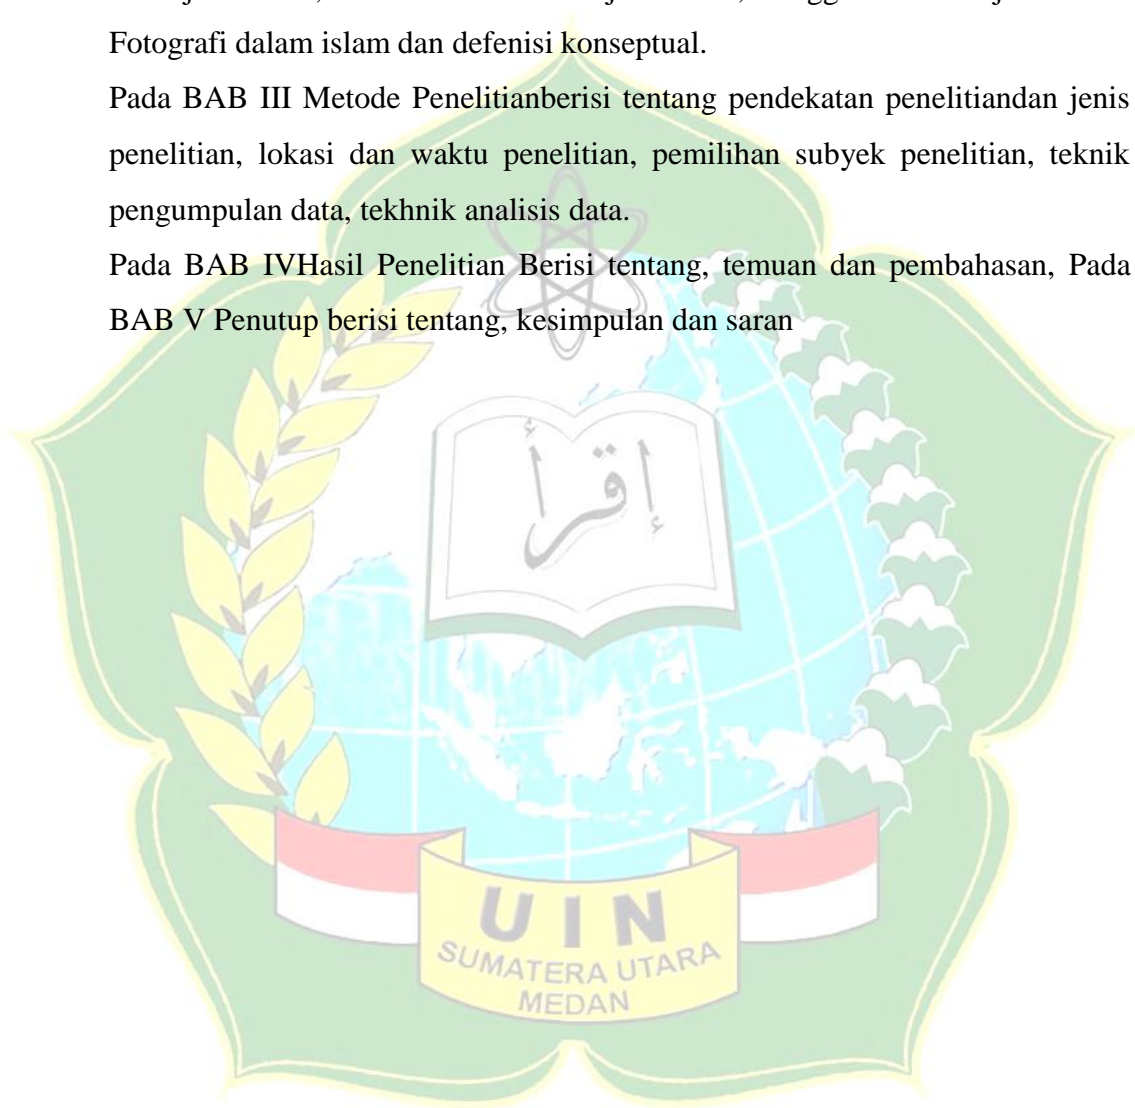 Fotografi dalam islam dan defenisi konseptual.
Pada BAB III Metode Penelitianberisi tentang pendekatan penelitiandan jenis
penelitian, lokasi dan waktu penelitian, pemilihan subyek penelitian, teknik
pengumpulan data, tekhnik analisis data.
Pada BAB IVHasil Penelitian Berisi tentang, temuan dan pembahasan, Pada
BAB V Penutup berisi tentang, kesimpulan dan saran
إقرأ
UIN
SUMATERA UTARA
MEDAN